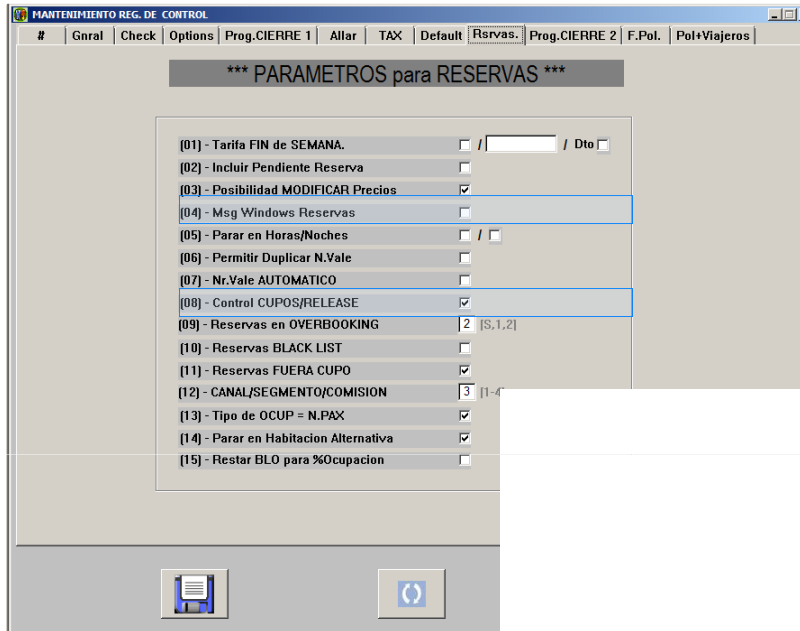 MANTENIMIENTO REG. DE CONTROL
# Gnral Check Options Prog.CIERRE 1 Allar TAX Default Rsrvas. Prog.CIERRE 2 F.Pol. Pol+Viajeros
*** PARAMETROS para RESERVAS ***
[01] - Tarifa FIN de SEMANA. / / Dto
[02] - Incluir Pendiente Reserva
[03] - Posibilidad MODIFICAR Precios
[04] - Msg Windows Reservas
[05] - Parar en Horas/Noches /
[06] - Permitir Duplicar N.Vale
[07] - Nr.Vale AUTOMATICO
[08] - Control CUPOS/RELEASE
[09] - Reservas en OVERBOOKING 2 [S,1,2]
[10] - Reservas BLACK LIST
[11] - Reservas FUERA CUPO
[12] - CANAL/SEGMENTO/COMISION 3 [1-4]
[13] - Tipo de OCUP = N.PAX
[14] - Parar en Habitacion Alternativa
[15] - Restar BLO para %Ocupacion